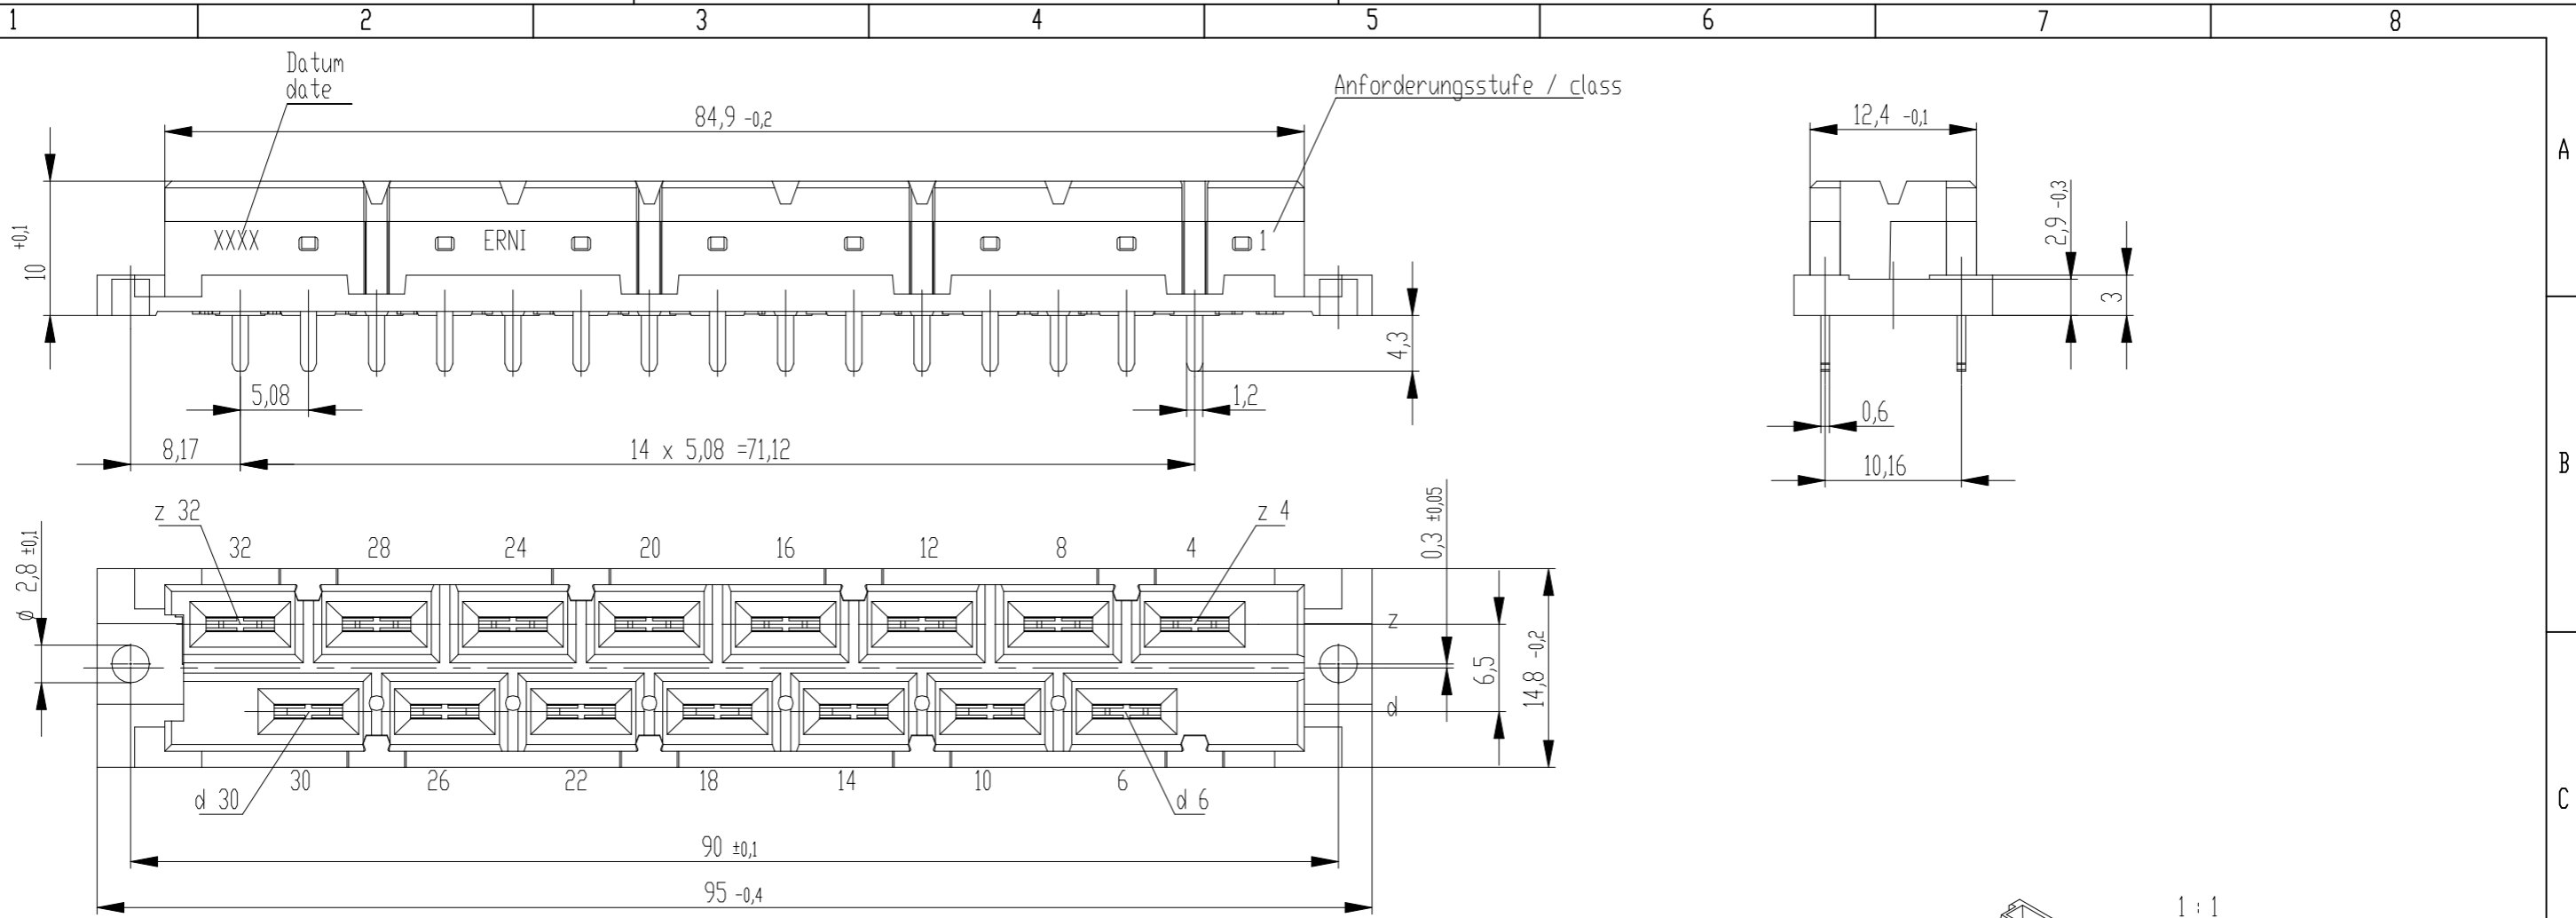 1 2 3 4 5 6 7 8
Datum
date
Anforderungsstufe / class
84,9 -0,2
12,4 -0,1
A
10 +0,1
XXXX
ERNI
1
2,9 -0,3
3
4,3
5,08
1,2
0,6
8,17
14 x 5,08 =71,12
10,16
B
z 32
z 4
0,3 ±0,05
ø 2,8 ±0,1
32 28 24 20 16 12 8 4
z
6,5
14,8 -0,2
d
30 26 22 18 14 10 6
d 30
d 6
C
90 ±0,1
95 -0,4
1 : 1